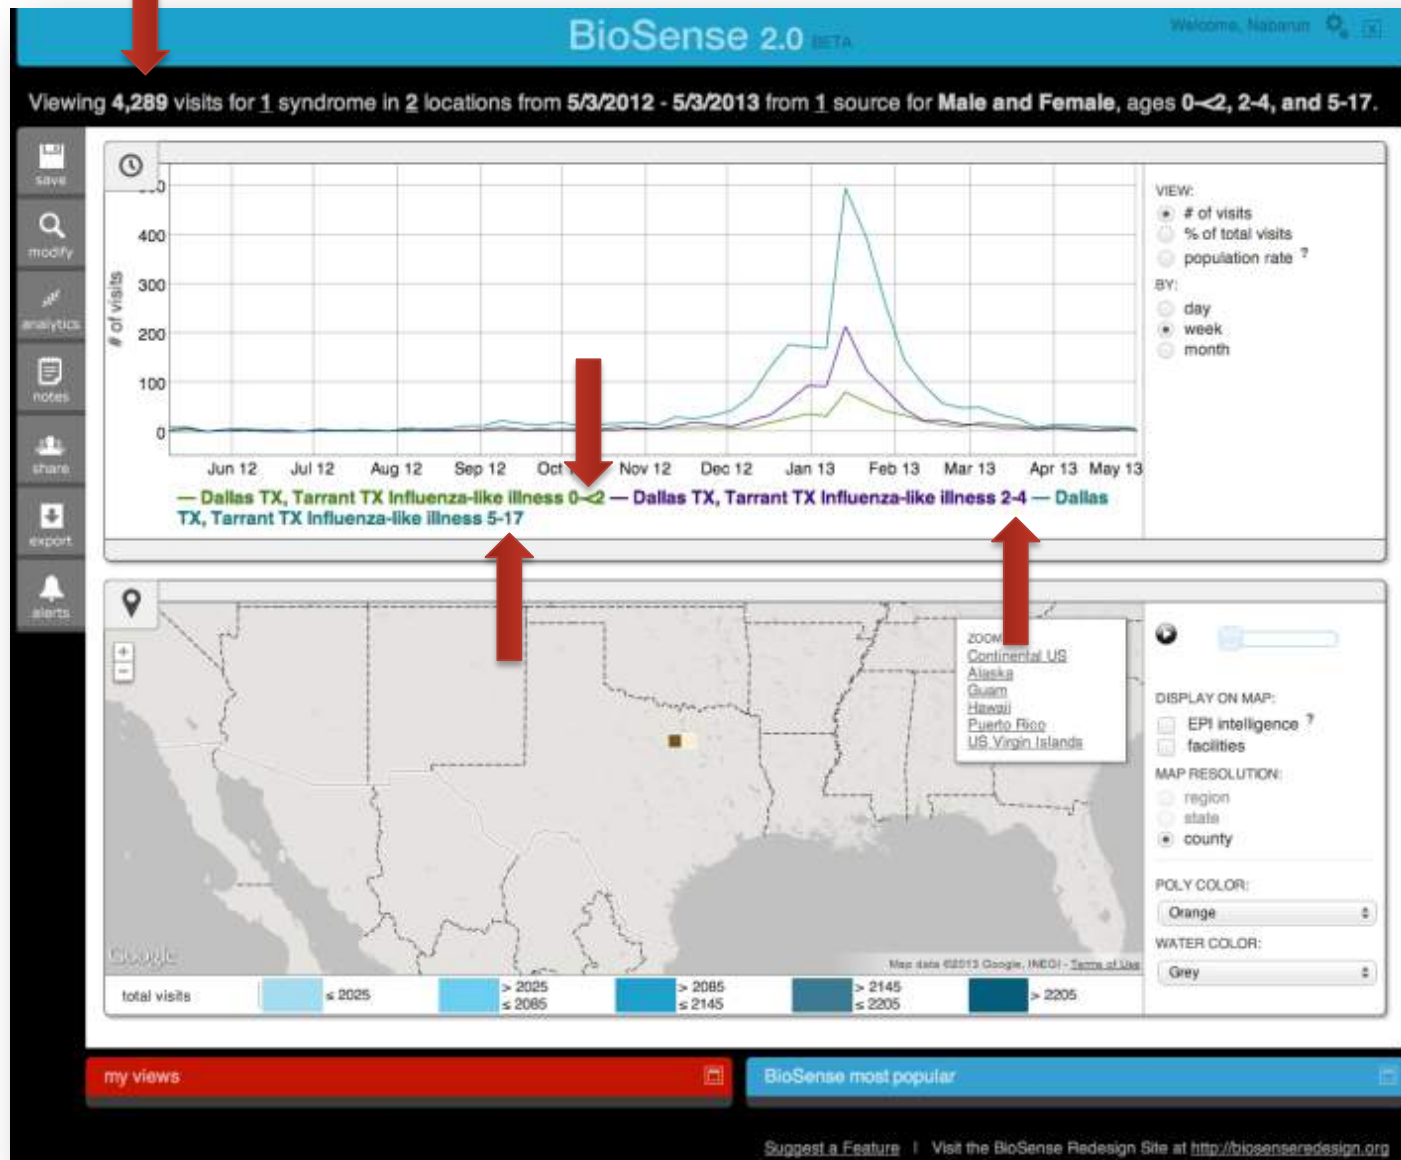 BioSense 2.0 BETA
Welcome, Nabarun
Viewing 4,289 visits for 1 syndrome in 2 locations from 5/3/2012 - 5/3/2013 from 1 source for Male and Female, ages 0-<2, 2-4, and 5-17.
save
modify
analytics
notes
share
export
alerts
# of visits
400
300
200
100
0
Jun 12 Jul 12 Aug 12 Sep 12 Oct Nov 12 Dec 12 Jan 13 Feb 13 Mar 13 Apr 13 May 13
— Dallas TX, Tarrant TX Influenza-like illness 0-<2 — Dallas TX, Tarrant TX Influenza-like illness 2-4 — Dallas
TX, Tarrant TX Influenza-like illness 5-17
VIEW:
# of visits
% of total visits
population rate ?
BY:
day
week
month
+
-
ZOOM
Continental US
Alaska
Guam
Hawaii
Puerto Rico
US Virgin Islands
Google
Map data ©2013 Google, INEGI - Terms of Use
total visits
≤ 2025
> 2025
≤ 2085
> 2085
≤ 2145
> 2145
≤ 2205
> 2205
DISPLAY ON MAP:
EPI intelligence ?
facilities
MAP RESOLUTION:
region
state
county
POLY COLOR:
Orange
WATER COLOR:
Grey
my views
BioSense most popular
Suggest a Feature | Visit the BioSense Redesign Site at http://biosenseredesign.org